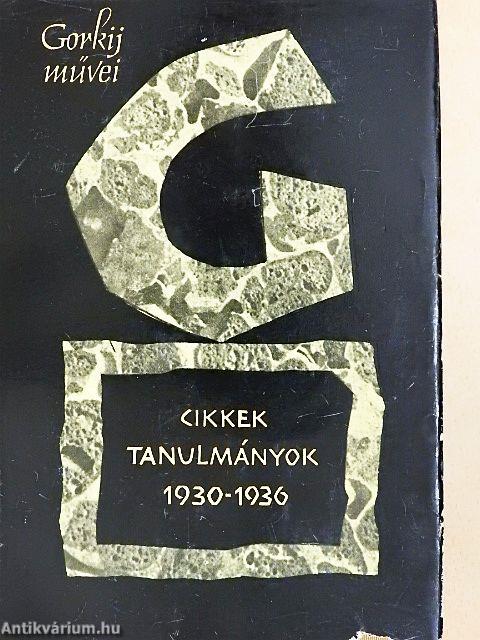 Gorkij
művei
G
CIKKEK
TANULMÁNYOK
1930-1936
Antikvárium.hu